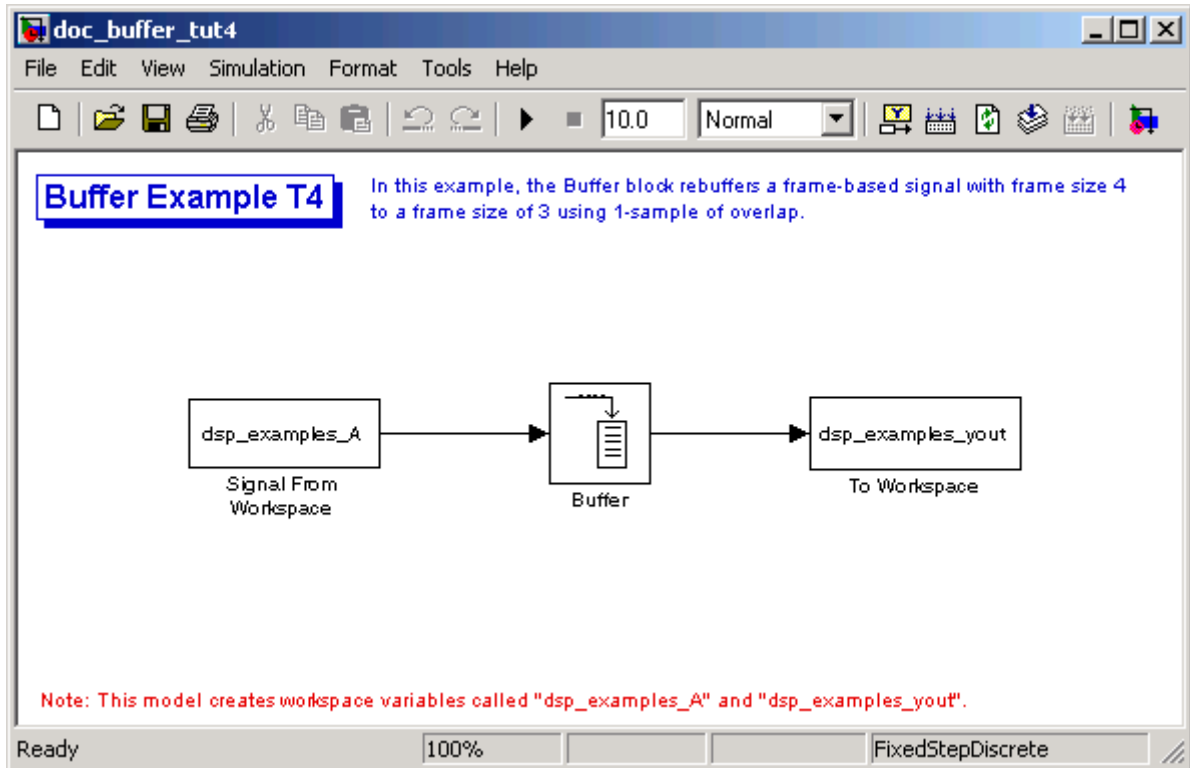 doc_buffer_tut4
File Edit View Simulation Format Tools Help
10.0 Normal
Buffer Example T4
In this example, the Buffer block rebuffers a frame-based signal with frame size 4
to a frame size of 3 using 1-sample of overlap.
dsp_examples_A
Signal From
Workspace
Buffer
dsp_examples_yout
To Workspace
Note: This model creates workspace variables called "dsp_examples_A" and "dsp_examples_yout".
Ready 100% FixedStepDiscrete